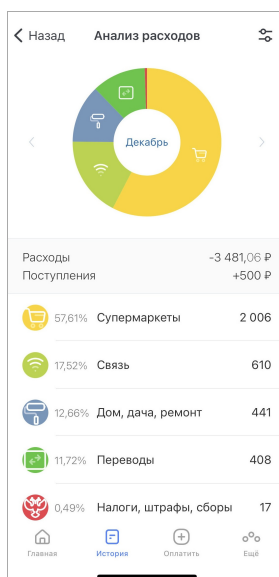 Назад Анализ расходов
Декабрь
Расходы -3 481,06 ₽
Поступления +500 ₽
57,61% Супермаркеты 2 006
17,52% Связь 610
12,66% Дом, дача, ремонт 441
11,72% Переводы 408
0,49% Налоги, штрафы, сборы 17
Главная История Оплатить Ещё